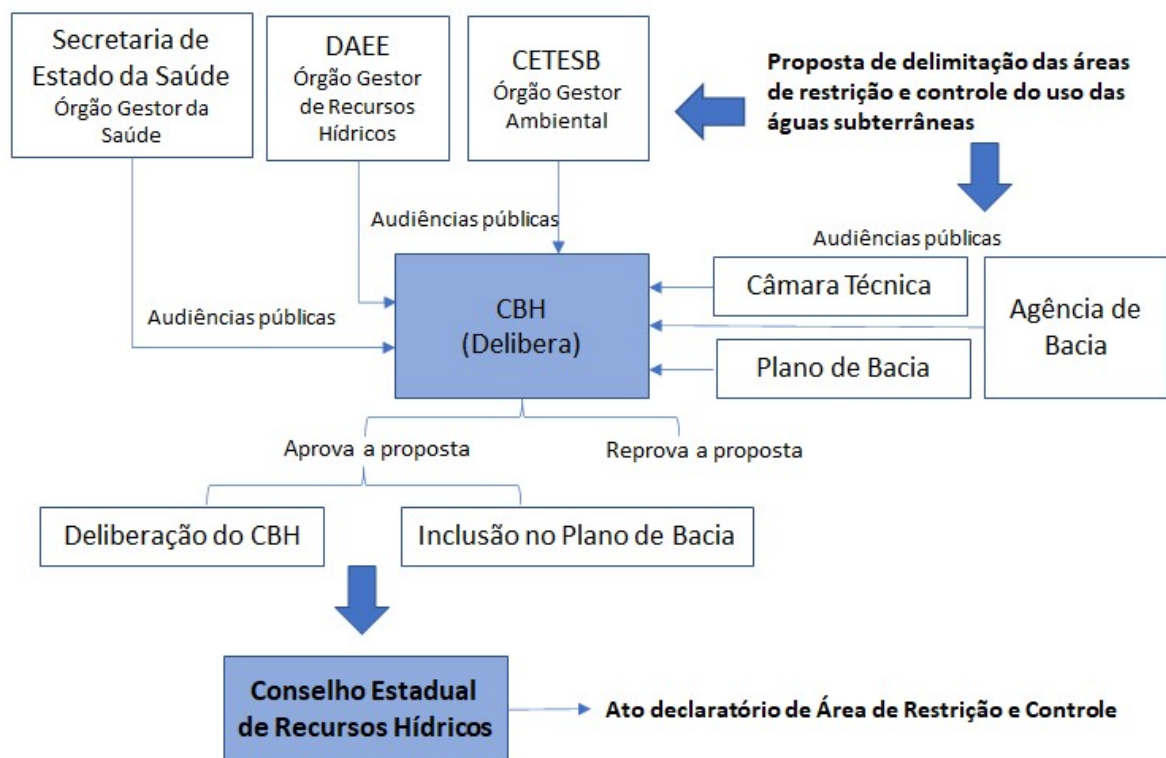 Secretaria de
Estado da Saúde
Órgão Gestor da
Saúde
DAEE
Órgão Gestor
de Recursos
Hídricos
CETESB
Órgão Gestor
Ambiental
Proposta de delimitação das áreas
de restrição e controle do uso das
águas subterrâneas
Audiências públicas
Audiências públicas
Audiências públicas
CBH
(Delibera)
Câmara Técnica
Plano de Bacia
Agência de
Bacia
Aprova a proposta
Reprova a proposta
Deliberação do CBH
Inclusão no Plano de Bacia
Conselho Estadual
de Recursos Hídricos
Ato declaratório de Área de Restrição e Controle